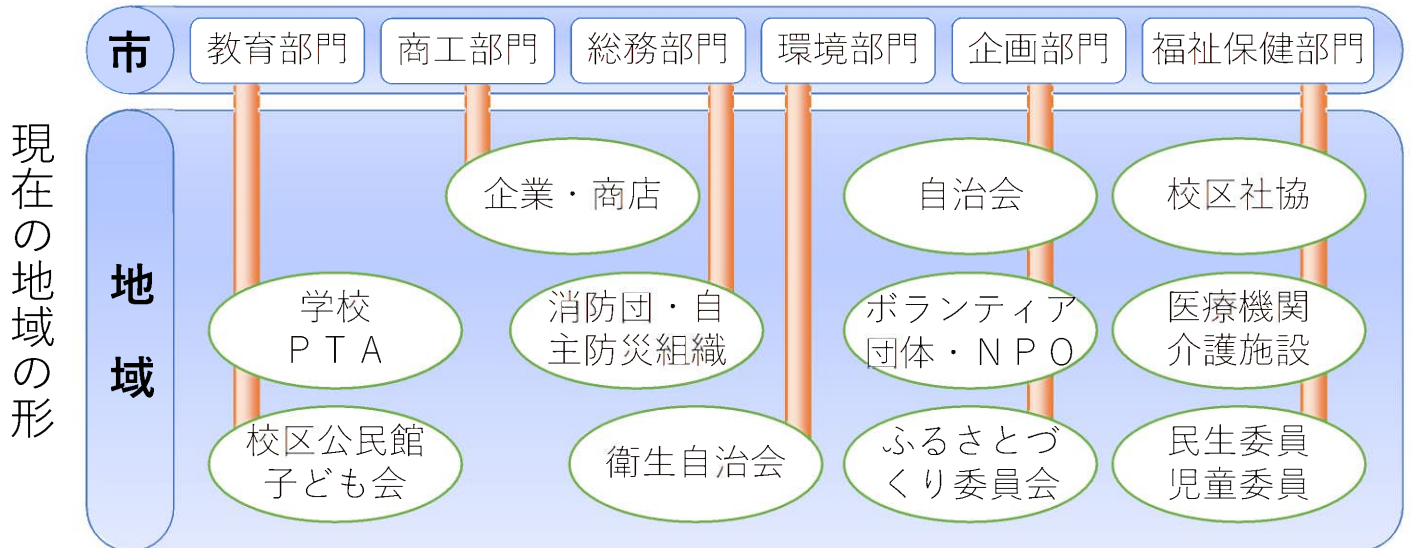 現在の地域の形
市
教育部門
商工部門
総務部門
環境部門
企画部門
福祉保健部門
地域
企業・商店
自治会
校区社協
学校
ＰＴＡ
消防団・自
主防災組織
ボランティア
団体・ＮＰＯ
医療機関
介護施設
校区公民館
子ども会
衛生自治会
ふるさとづ
くり委員会
民生委員
児童委員